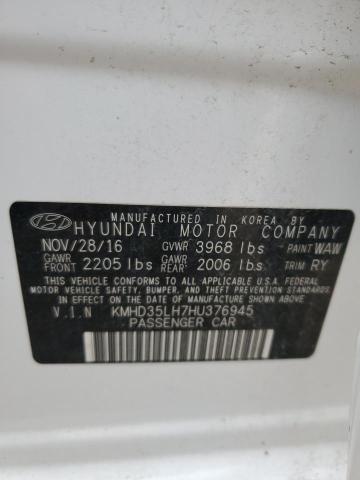 MANUFACTURED IN KOREA BY
HYUNDAI MOTOR COMPANY
NOV/28/16 GVWR 3968 lbs PAINT WAW
GAWR FRONT 2205 lbs GAWR REAR: 2006 lbs. TRIM RY
THIS VEHICLE CONFORMS TO ALL APPLICABLE U.S.A FEDERAL
MOTOR VEHICLE SAFETY, BUMPER, AND THEFT PREVENTION STANDARDS
IN EFFECT ON THE DATE OF MANUFACTURE SHOWN ABOVE.
V.I.N KMHD35LH7HU376945
PASSENGER CAR